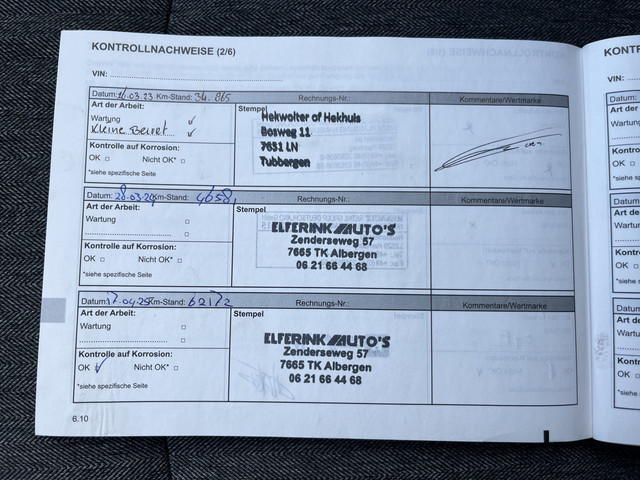 KONTROLLNACHWEISE (2/6)
VIN:
Datum: 16.03.23 Km-Stand: 34.865 Rechnungs-Nr.: Kommentare/Wertmarke
Art der Arbeit: Stempel
Wartung
Kleine Beurt
Kontrolle auf Korrosion:
OK Nicht OK*
*siehe spezifische Seite
Hekwolter of Hekhuis
Bosweg 11
7651 LN
Tubbergen
Datum: 28.03.24 Km-Stand: Rechnungs-Nr.: Kommentare/Wertmarke
Art der Arbeit: Stempel
Wartung
Kontrolle auf Korrosion:
OK Nicht OK*
*siehe spezifische Seite
ELFERINK AUTO'S
Zenderseweg 57
7665 TK Albergen
06 21 66 44 68
Datum: 17.04.25 Km-Stand: 62172 Rechnungs-Nr.: Kommentare/Wertmarke
Art der Arbeit: Stempel
Wartung
Kontrolle auf Korrosion:
OK Nicht OK*
*siehe spezifische Seite
ELFERINK AUTO'S
Zenderseweg 57
7665 TK Albergen
06 21 66 44 68
6.10
KONTR
VIN: